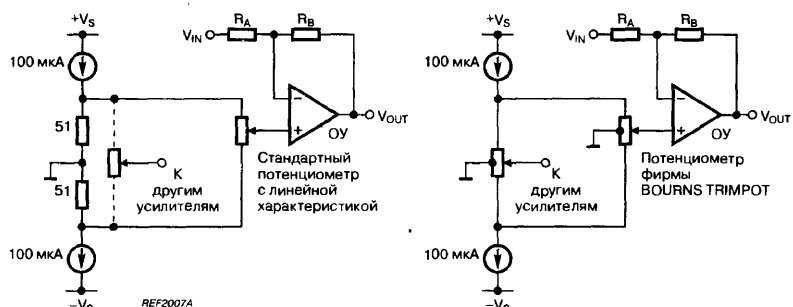 +V_S
100 мкА
51
51
К
другим
усилителям
100 мкА
–V_S
REF2007A
V_IN
R_A
R_B
–
+
ОУ
V_OUT
Стандартный
потенциометр
с линейной
характеристикой
+V_S
100 мкА
К
другим
усилителям
100 мкА
–V_S
V_IN
R_A
R_B
–
+
ОУ
V_OUT
Потенциометр
фирмы
BOURNS TRIMPOT